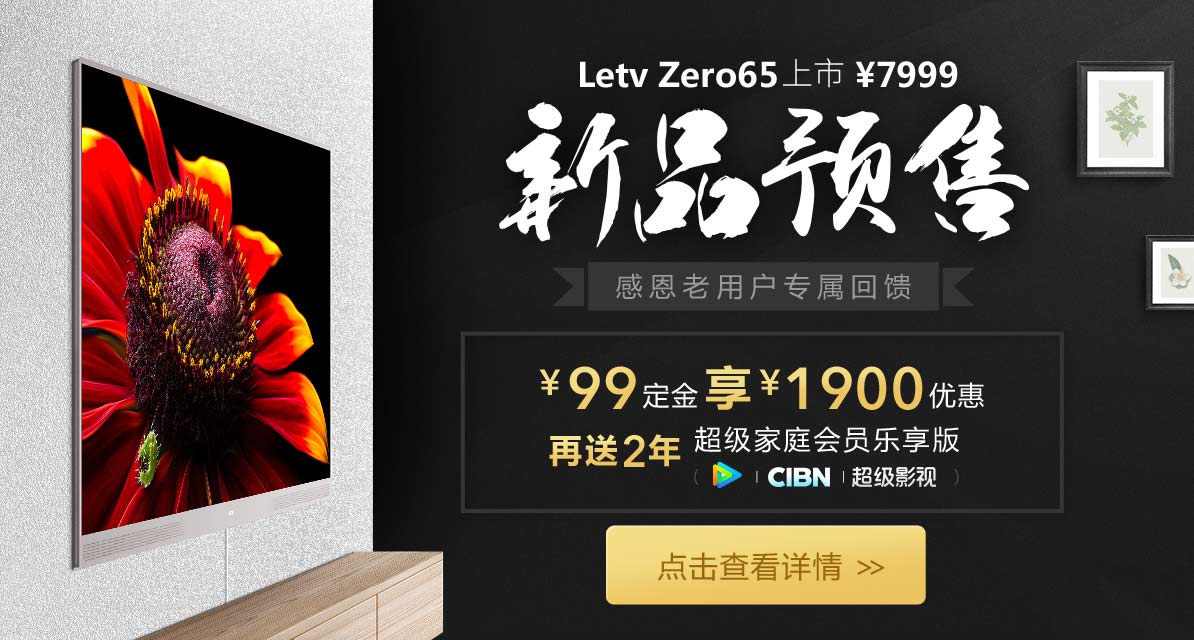 Letv Zero65上市 ¥7999
新品预售
感恩老用户专属回馈
¥99定金享¥1900优惠
再送2年 超级家庭会员乐享版
( | CIBN | 超级影视 )
点击查看详情 >>